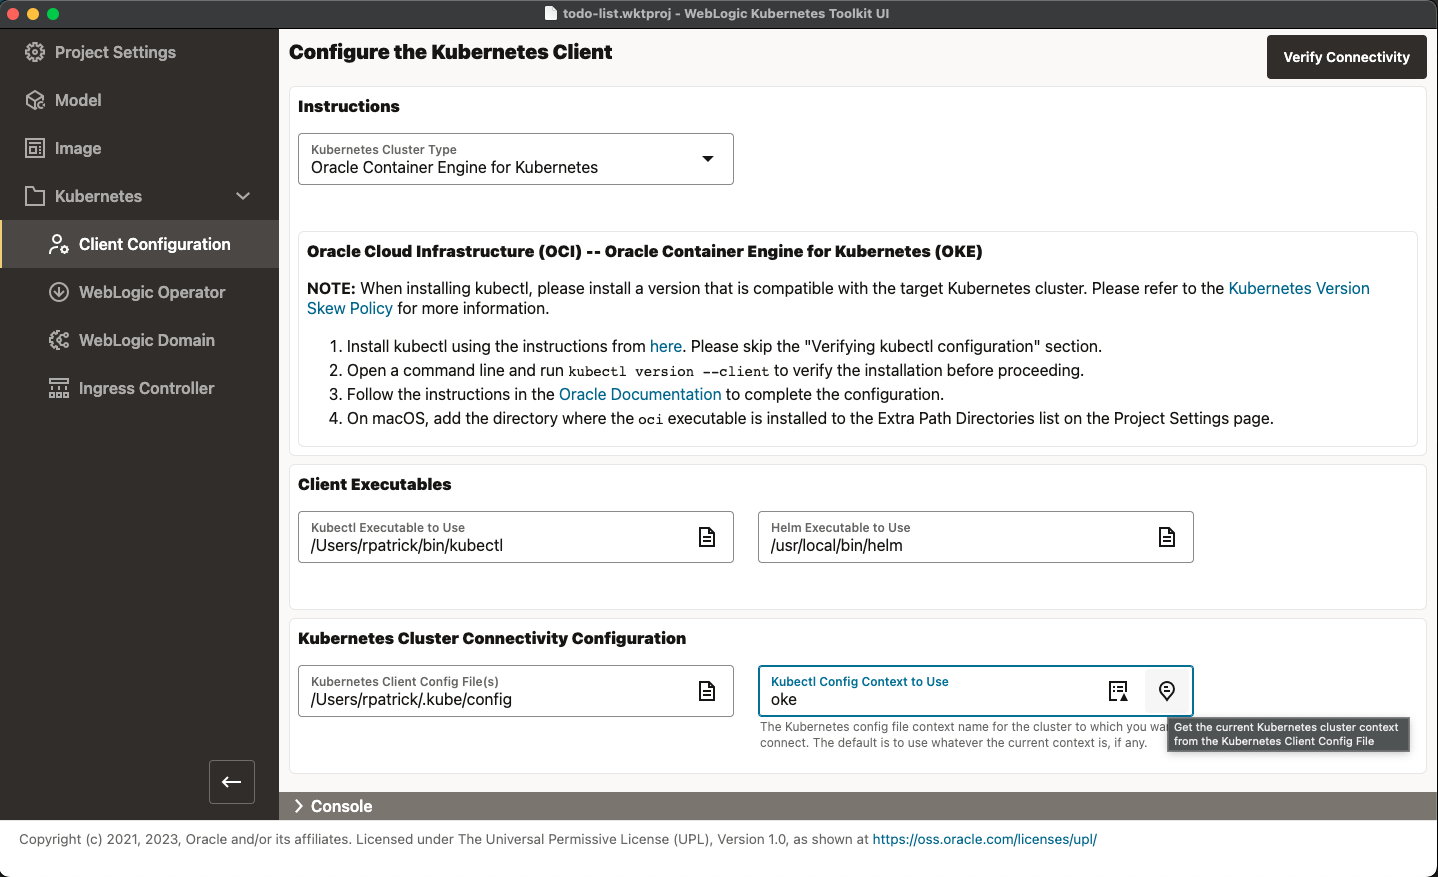 todo-list.wktproj - WebLogic Kubernetes Toolkit UI
Project Settings
Model
Image
Kubernetes
Client Configuration
WebLogic Operator
WebLogic Domain
Ingress Controller
Configure the Kubernetes Client
Verify Connectivity
Instructions
Kubernetes Cluster Type
Oracle Container Engine for Kubernetes
Oracle Cloud Infrastructure (OCI) -- Oracle Container Engine for Kubernetes (OKE)
NOTE: When installing kubectl, please install a version that is compatible with the target Kubernetes cluster. Please refer to the Kubernetes Version
Skew Policy for more information.
1. Install kubectl using the instructions from here. Please skip the "Verifying kubectl configuration" section.
2. Open a command line and run kubectl version --client to verify the installation before proceeding.
3. Follow the instructions in the Oracle Documentation to complete the configuration.
4. On macOS, add the directory where the oci executable is installed to the Extra Path Directories list on the Project Settings page.
Client Executables
Kubectl Executable to Use
/Users/rpatrick/bin/kubectl
Helm Executable to Use
/usr/local/bin/helm
Kubernetes Cluster Connectivity Configuration
Kubernetes Client Config File(s)
/Users/rpatrick/.kube/config
Kubectl Config Context to Use
oke
The Kubernetes config file context name for the cluster to which you
connect. The default is to use whatever the current context is, if any.
Get the current Kubernetes cluster context
from the Kubernetes Client Config File
Console
Copyright (c) 2021, 2023, Oracle and/or its affiliates. Licensed under The Universal Permissive License (UPL), Version 1.0, as shown at https://oss.oracle.com/licenses/upl/